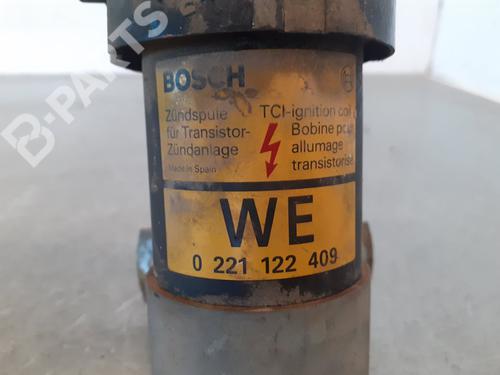 BOSCH
Zündspule
für Transistor-
Zündanlage
Made in Spain
TCI-ignition coil
Bobine pour
allumage
transistorisé
WE
0 221 122 409
B-PARTS